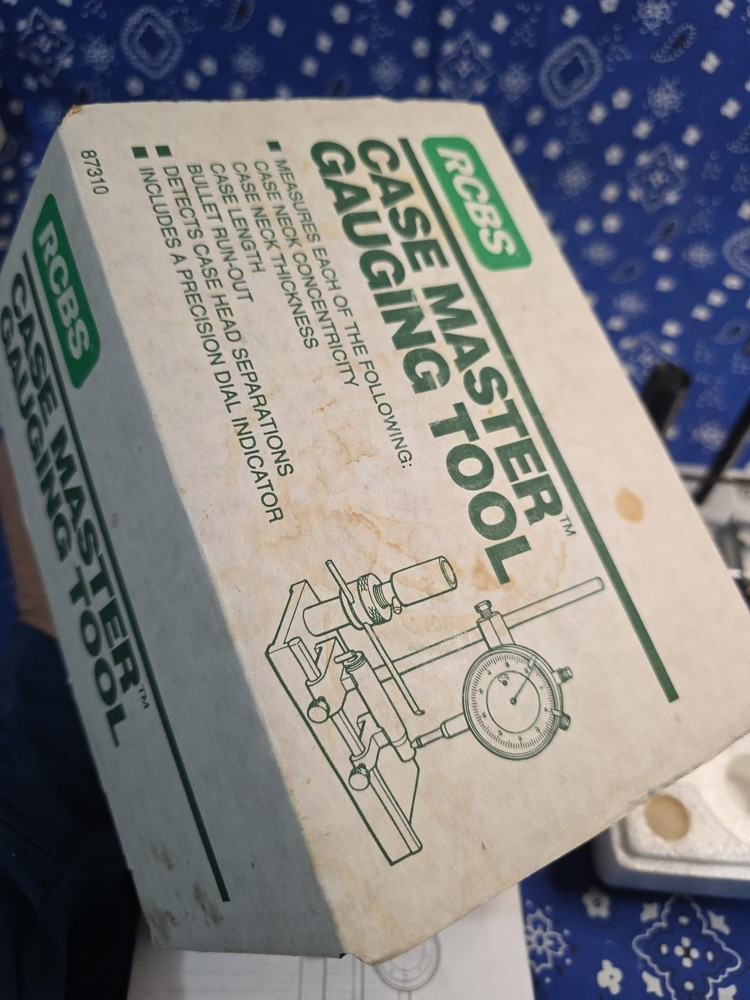 RCBS
CASE MASTER™
GAUGING TOOL
■ MEASURES EACH OF THE FOLLOWING:
CASE NECK CONCENTRICITY
CASE NECK THICKNESS
CASE LENGTH
BULLET RUN-OUT
■ DETECTS CASE HEAD SEPARATIONS
■ INCLUDES A PRECISION DIAL INDICATOR
87310
RCBS
CASE MASTER™
GAUGING TOOL